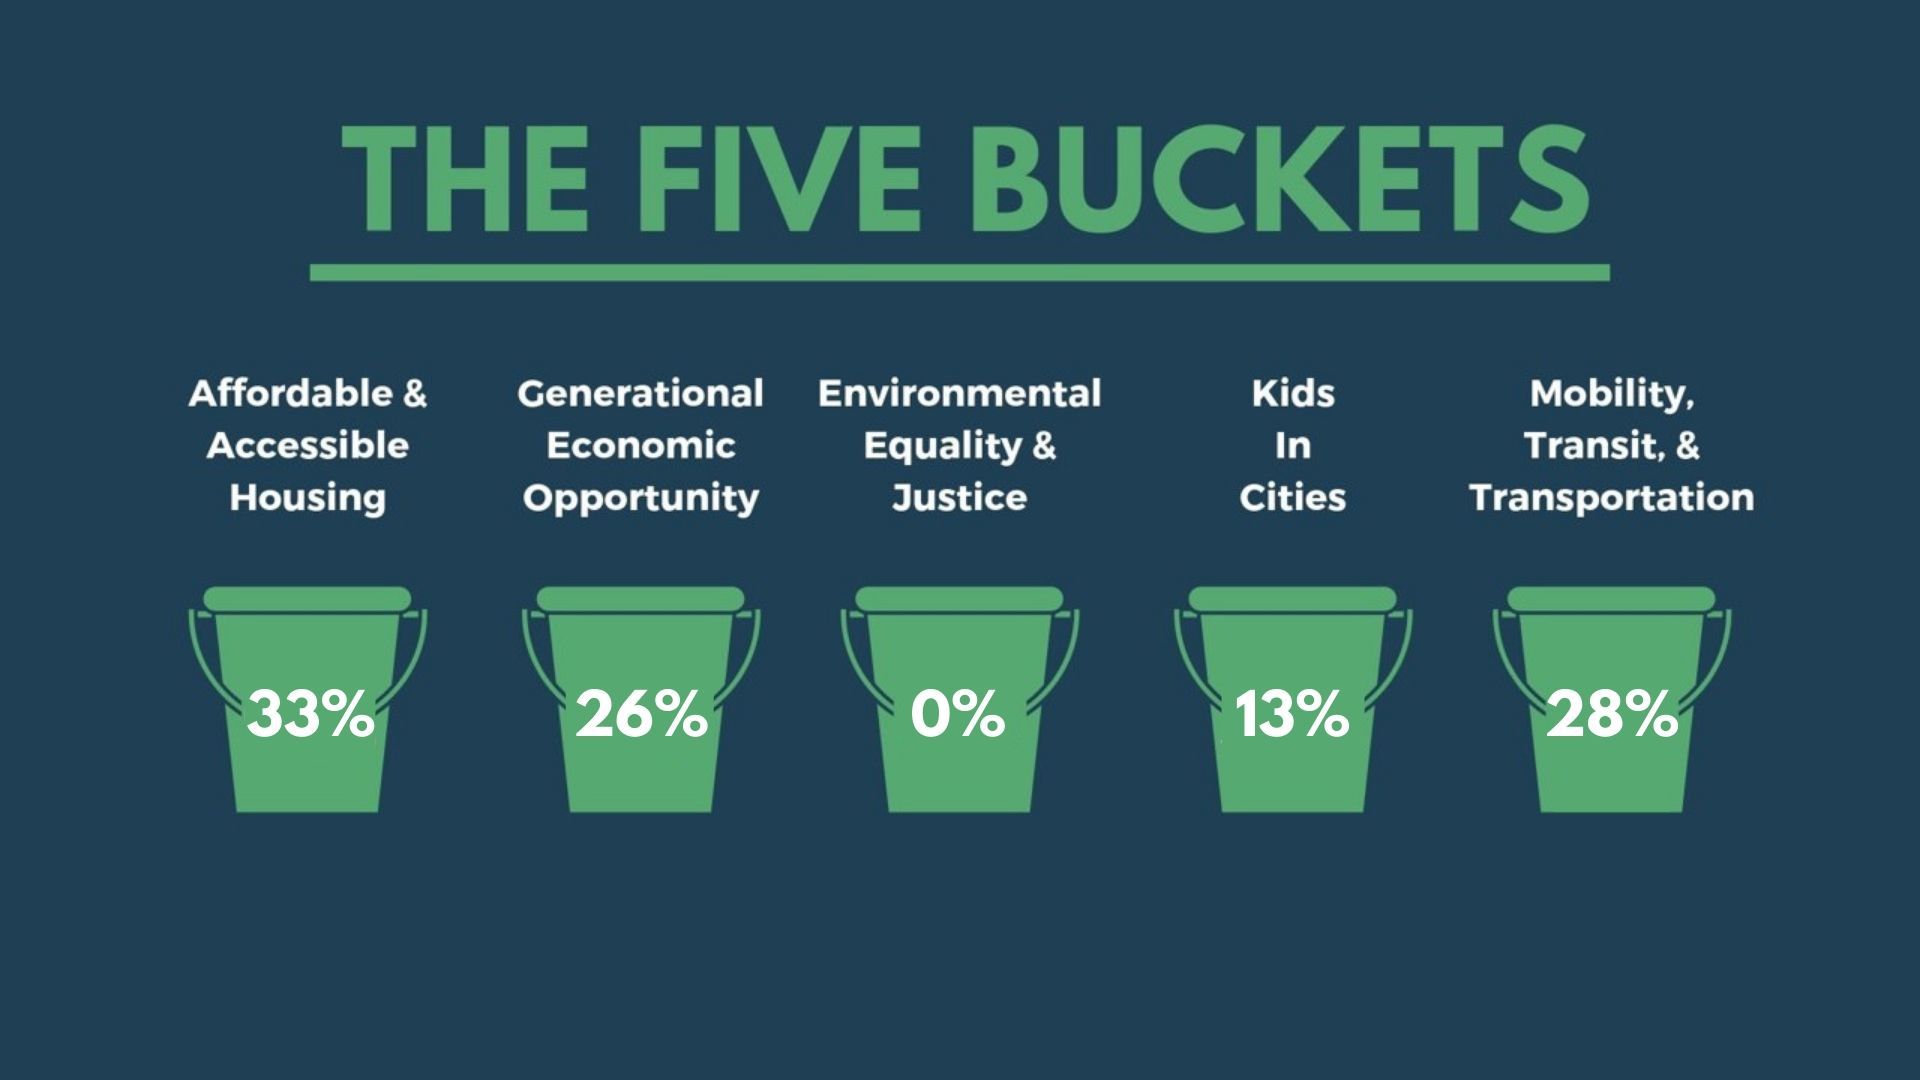 THE FIVE BUCKETS
Affordable &
Accessible
Housing
Generational
Economic
Opportunity
Environmental
Equality &
Justice
Kids
In
Cities
Mobility,
Transit, &
Transportation
33%
26%
0%
13%
28%